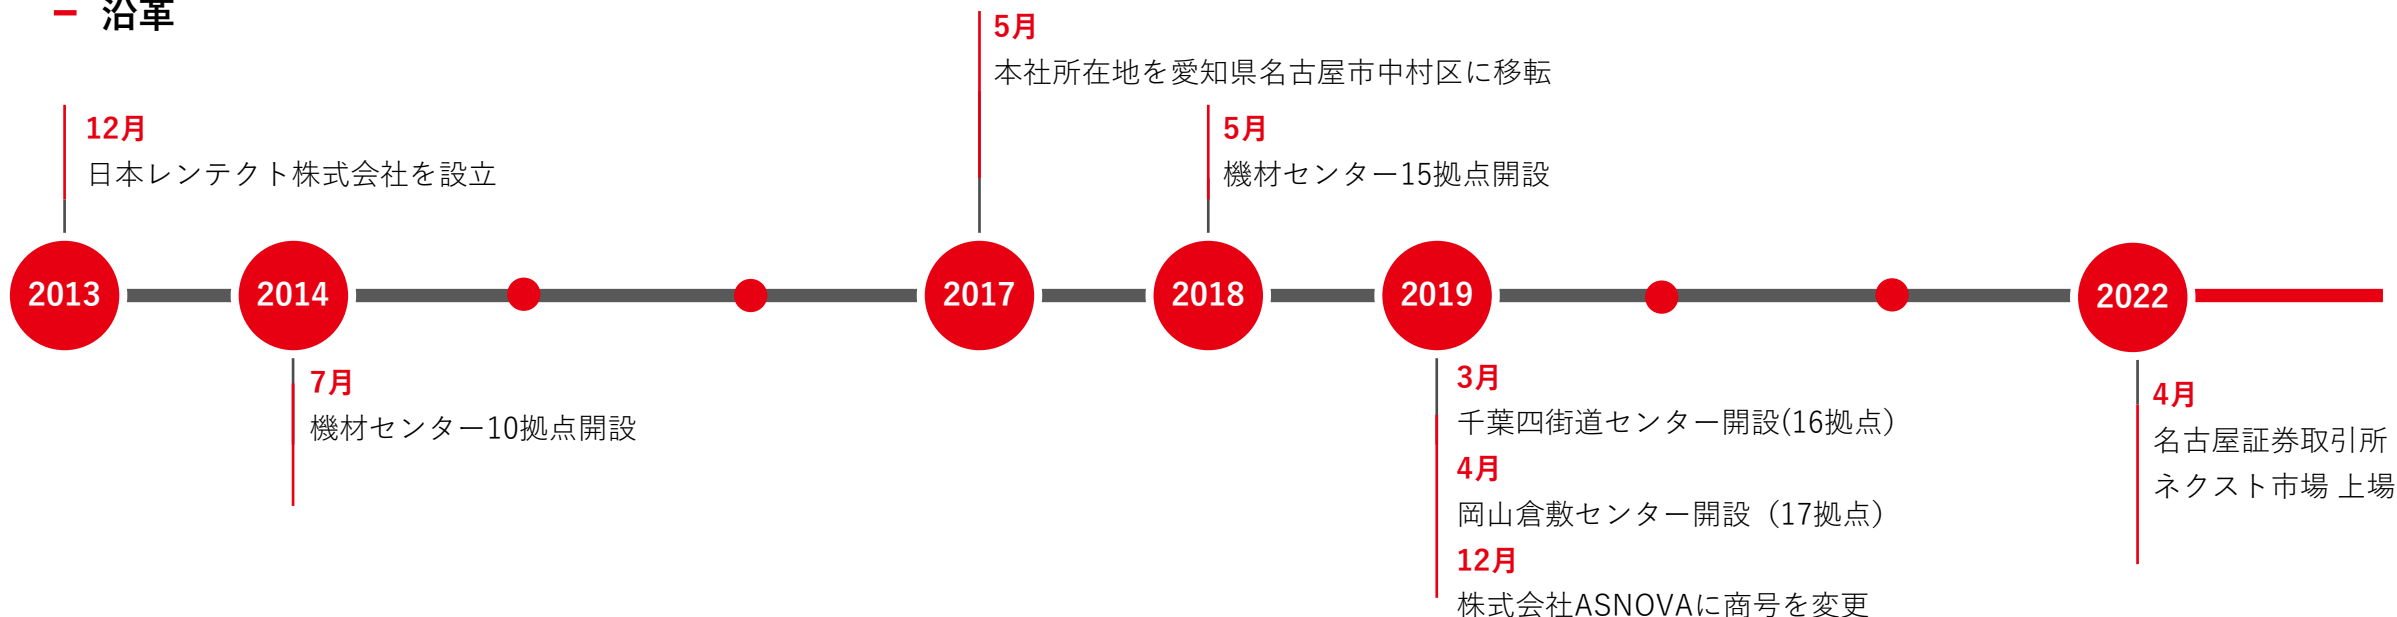 沿革
12月
日本レンテクト株式会社を設立
5月
本社所在地を愛知県名古屋市中村区に移転
5月
機材センター15拠点開設
2013
2014
2017
2018
2019
2022
7月
機材センター10拠点開設
3月
千葉四街道センター開設(16拠点）
4月
岡山倉敷センター開設（17拠点）
12月
株式会社ASNOVAに商号を変更
4月
名古屋証券取引所
ネクスト市場 上場